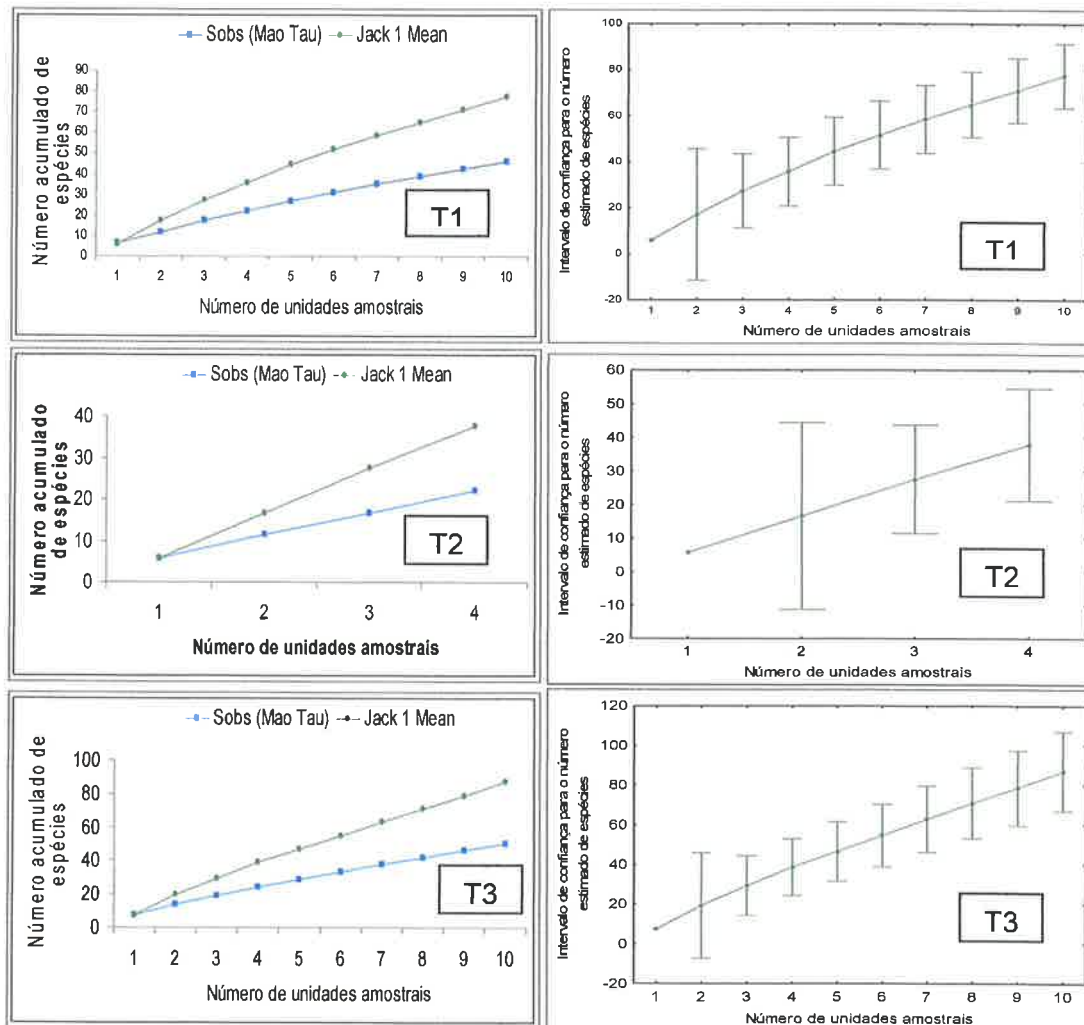 Sobs (Mao Tau) Jack 1 Mean
Número acumulado de
espécies
90
80
70
60
50
40
30
20
10
0
1 2 3 4 5 6 7 8 9 10
Número de unidades amostrais
T1
Intervalo de confiança para o número
estimado de espécies
100
80
60
40
20
0
-20
1 2 3 4 5 6 7 8 9 10
Número de unidades amostrais
T1
Sobs (Mao Tau) Jack 1 Mean
Número acumulado
de espécies
40
30
20
10
0
1 2 3 4
Número de unidades amostrais
T2
Intervalo de confiança para o número
estimado de espécies
60
50
40
30
20
10
0
-10
-20
1 2 3 4
Número de unidades amostrais
T2
Sobs (Mao Tau) Jack 1 Mean
Número acumulado de
espécies
100
80
60
40
20
0
1 2 3 4 5 6 7 8 9 10
Número de unidades amostrais
T3
Intervalo de confiança para o número
estimado de espécies
120
100
80
60
40
20
0
-20
1 2 3 4 5 6 7 8 9 10
Número de unidades amostrais
T3